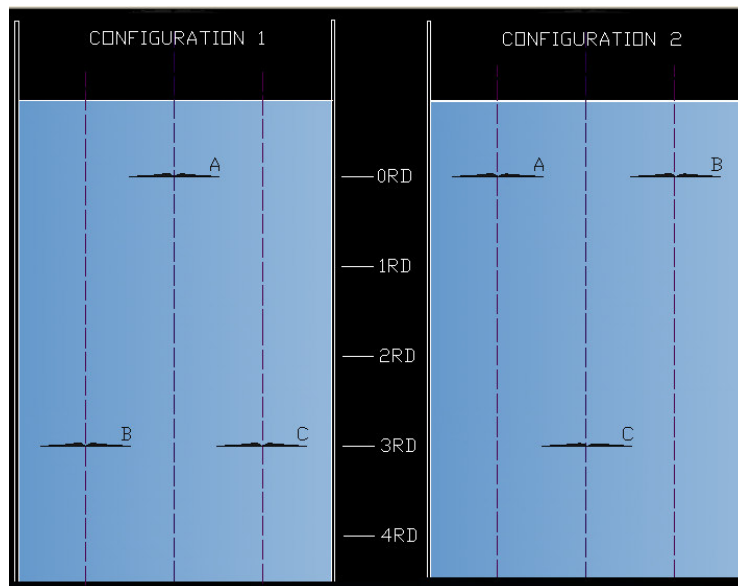 CONFIGURATION 1
CONFIGURATION 2
A
A
B
0RD
1RD
2RD
B
C
C
3RD
4RD